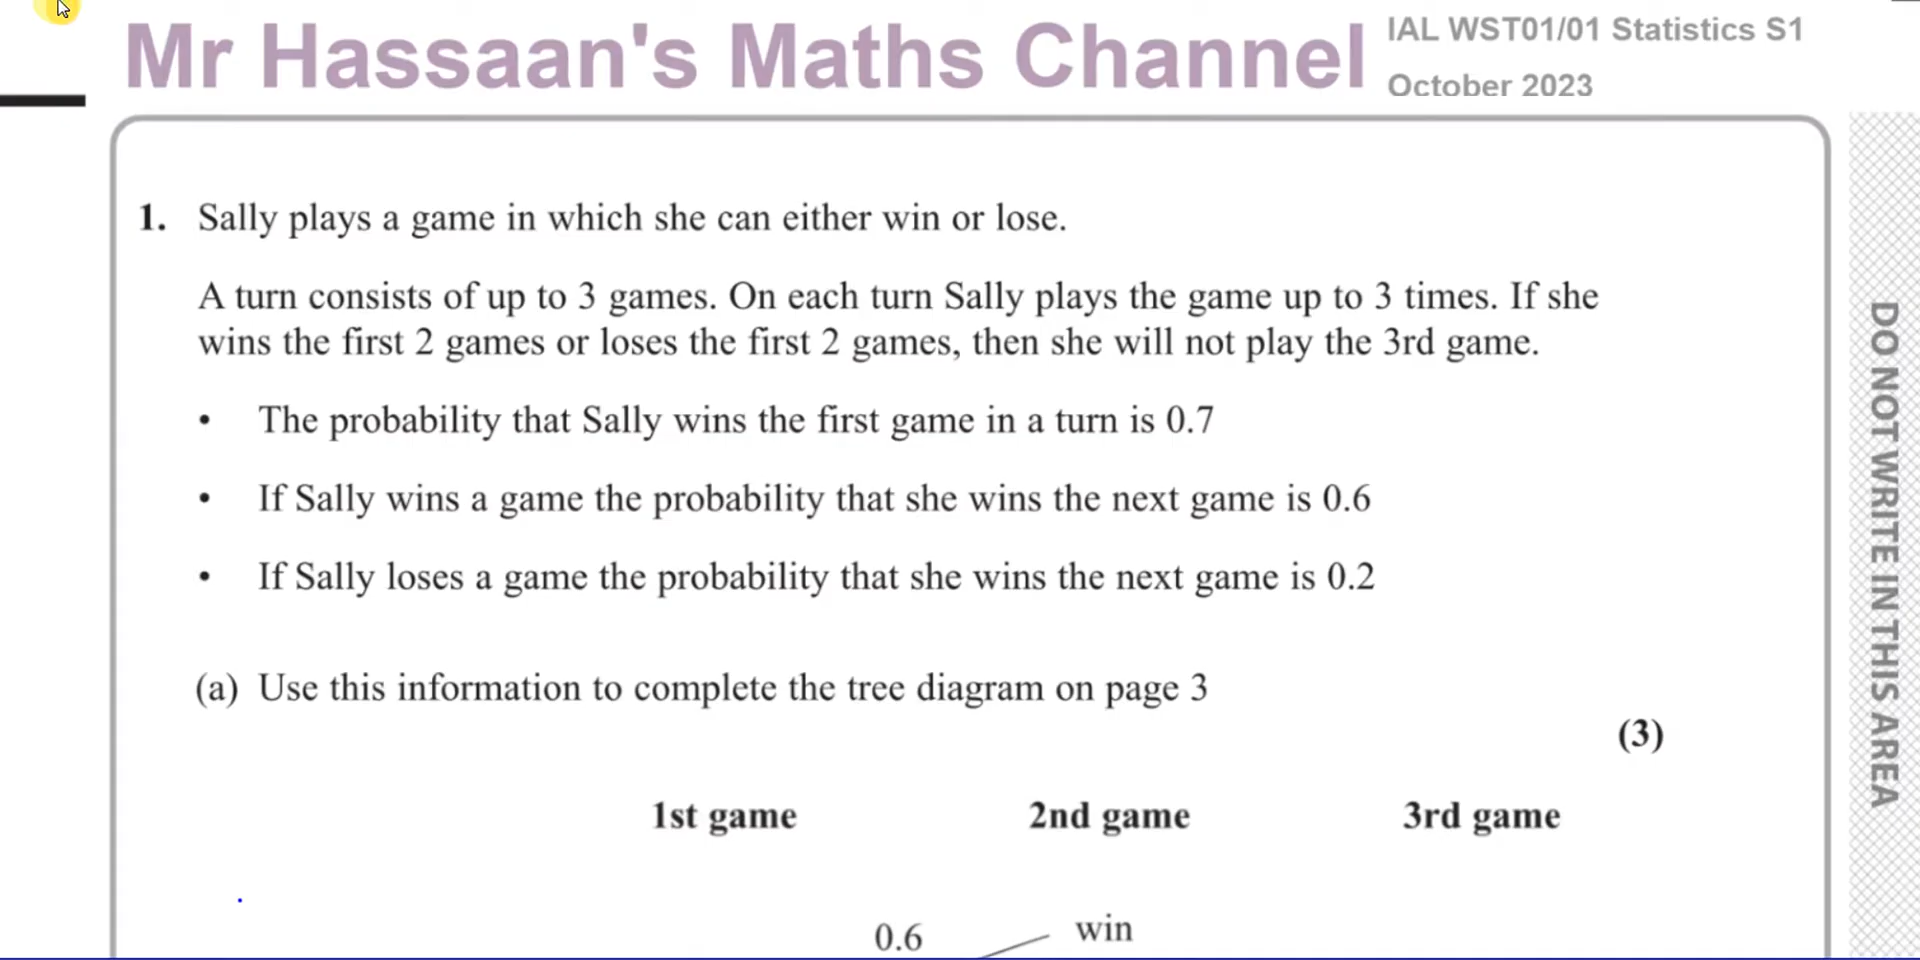 Mr Hassaan's Maths Channel
IAL WST01/01 Statistics S1
October 2023
1. Sally plays a game in which she can either win or lose.
A turn consists of up to 3 games. On each turn Sally plays the game up to 3 times. If she
wins the first 2 games or loses the first 2 games, then she will not play the 3rd game.
• The probability that Sally wins the first game in a turn is 0.7
• If Sally wins a game the probability that she wins the next game is 0.6
• If Sally loses a game the probability that she wins the next game is 0.2
(a) Use this information to complete the tree diagram on page 3
(3)
1st game 2nd game 3rd game
0.6 win
DO NOT WRITE IN THIS AREA